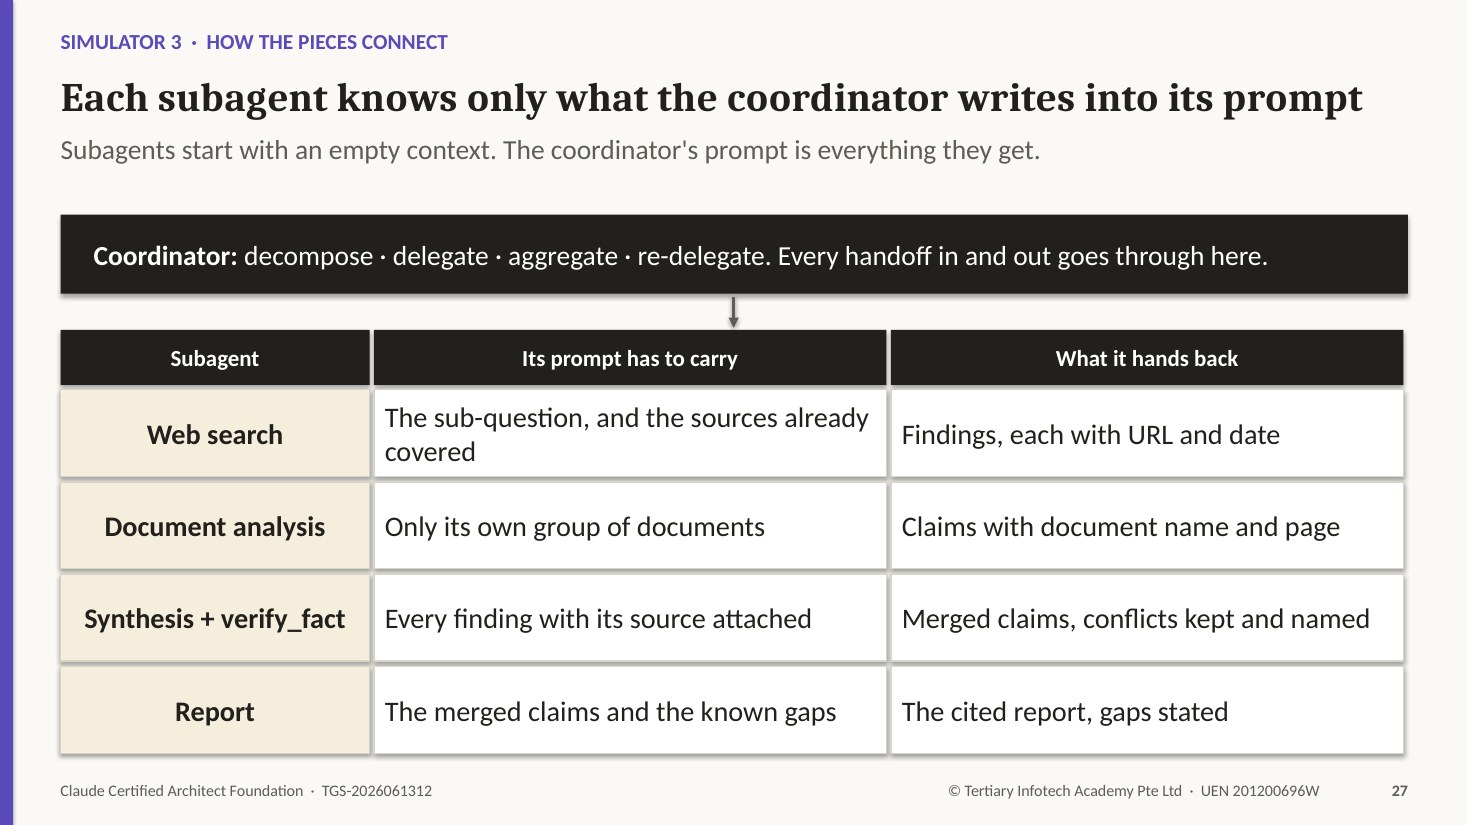 SIMULATOR 3 · HOW THE PIECES CONNECT
Each subagent knows only what the coordinator writes into its prompt
Subagents start with an empty context. The coordinator's prompt is everything they get.
Coordinator: decompose · delegate · aggregate · re-delegate. Every handoff in and out goes through here.
Subagent
Its prompt has to carry
What it hands back
Web search
The sub-question, and the sources already
covered
Findings, each with URL and date
Document analysis
Only its own group of documents
Claims with document name and page
Synthesis + verify_fact
Every finding with its source attached
Merged claims, conflicts kept and named
Report
The merged claims and the known gaps
The cited report, gaps stated
Claude Certified Architect Foundation · TGS-2026061312
© Tertiary Infotech Academy Pte Ltd · UEN 201200696W
27